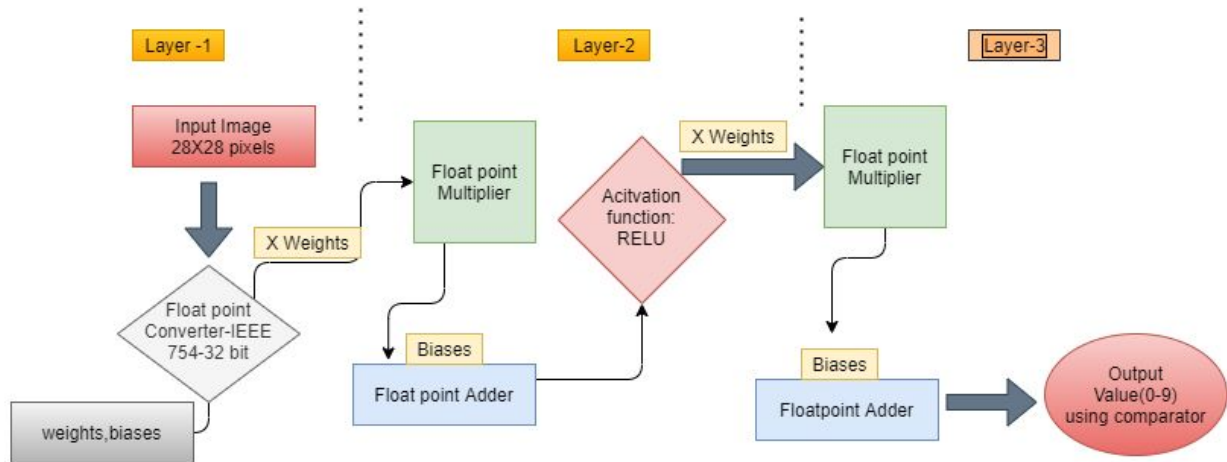 Layer -1
Layer-2
Layer-3
Input Image
28X28 pixels
X Weights
Float point
Converter-IEEE
754-32 bit
weights,biases
Float point
Multiplier
Biases
Float point Adder
Acitvation
function:
RELU
X Weights
Float point
Multiplier
Biases
Floatpoint Adder
Output
Value(0-9)
using comparator